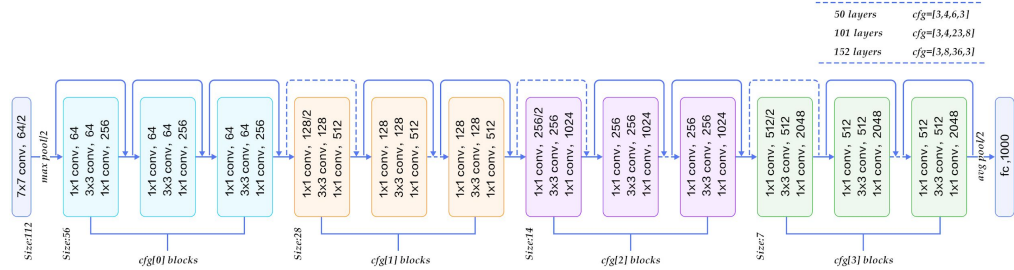 50 layers cfg=[3,4,6,3]
101 layers cfg=[3,4,23,8]
152 layers cfg=[3,8,36,3]
7x7 conv, 64/2
max pool/2
1x1 conv, 64
3x3 conv, 64
1x1 conv, 256
1x1 conv, 64
3x3 conv, 64
1x1 conv, 256
1x1 conv, 64
3x3 conv, 64
1x1 conv, 256
1x1 conv, 128/2
3x3 conv, 128
1x1 conv, 512
1x1 conv, 128
3x3 conv, 128
1x1 conv, 512
1x1 conv, 128
3x3 conv, 128
1x1 conv, 512
1x1 conv, 256/2
3x3 conv, 256
1x1 conv, 1024
1x1 conv, 256
3x3 conv, 256
1x1 conv, 1024
1x1 conv, 256
3x3 conv, 256
1x1 conv, 1024
1x1 conv, 512/2
3x3 conv, 512
1x1 conv, 2048
1x1 conv, 512
3x3 conv, 512
1x1 conv, 2048
1x1 conv, 512
3x3 conv, 512
1x1 conv, 2048
avg pool/2
fc ,1000
Size:112
Size:56
Size:28
Size:14
Size:7
cfg[0] blocks
cfg[1] blocks
cfg[2] blocks
cfg[3] blocks